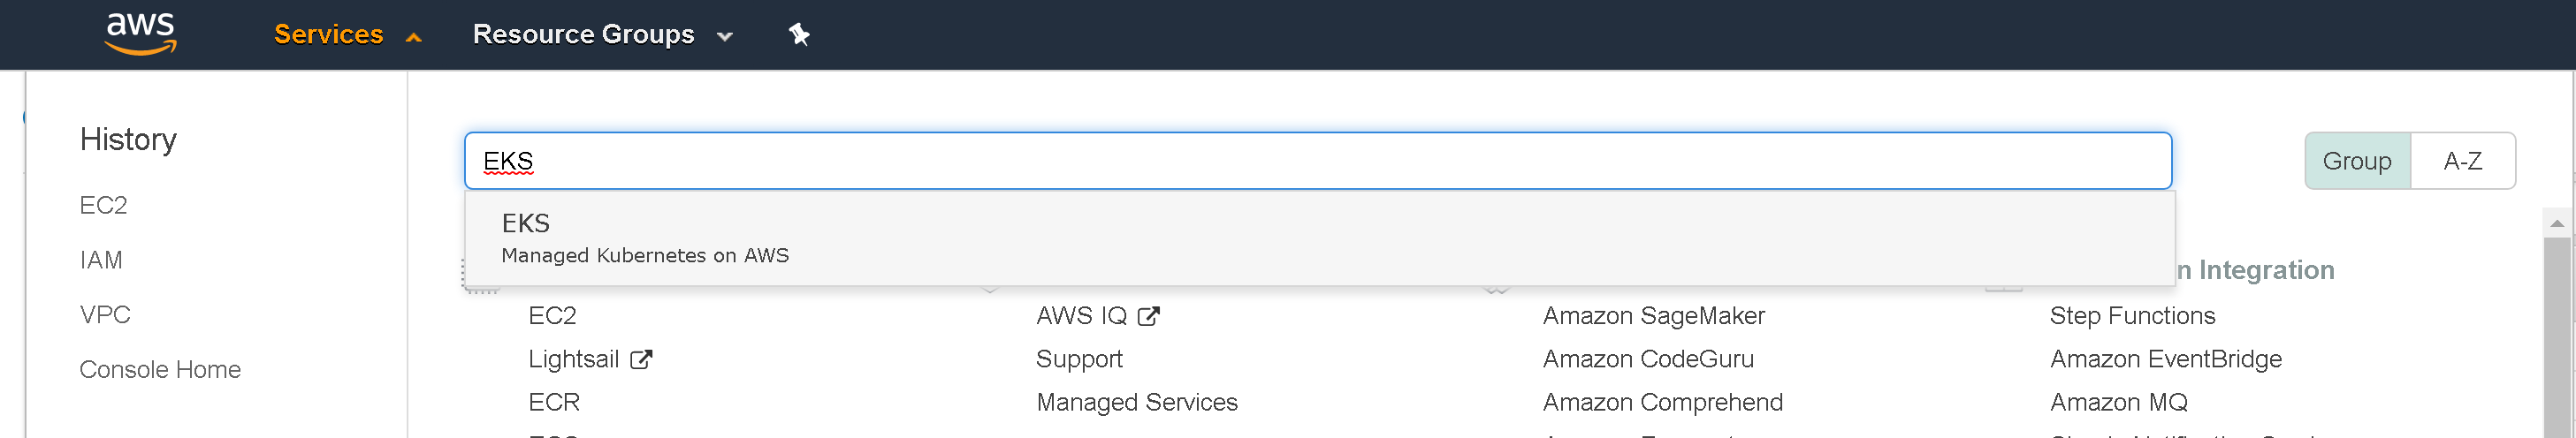 aws Services Resource Groups
History
EC2
IAM
VPC
Console Home
EKS
Group A-Z
EKS
Managed Kubernetes on AWS
n Integration
EC2 AWS IQ Amazon SageMaker Step Functions
Lightsail Support Amazon CodeGuru Amazon EventBridge
ECR Managed Services Amazon Comprehend Amazon MQ